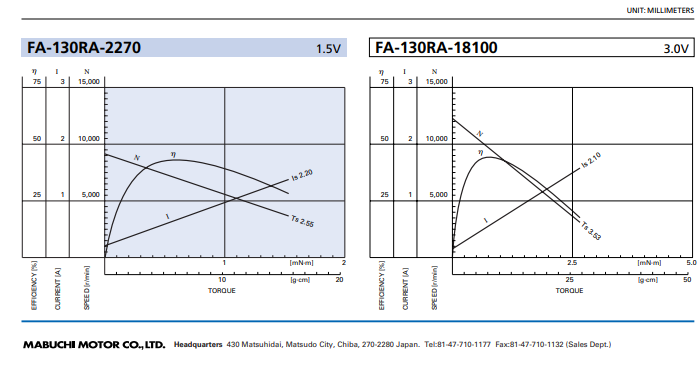 UNIT: MILLIMETERS
FA-130RA-2270 1.5V
FA-130RA-18100 3.0V
η I N
75 3 15,000
50 2 10,000
25 1 5,000
N
η
I
Is 2.20
Ts 2.55
1 [mN·m] 2
10 [g·cm] 20
TORQUE
EFFICIENCY [%]
CURRENT [A]
SPEED [r/min]
η I N
75 3 15,000
50 2 10,000
25 1 5,000
N
η
I
Is 2.10
Ts 3.53
2.5 [mN·m] 5.0
25 [g·cm] 50
TORQUE
EFFICIENCY [%]
CURRENT [A]
SPEED [r/min]
MABUCHI MOTOR CO., LTD. Headquarters 430 Matsuhidai, Matsudo City, Chiba, 270-2280 Japan. Tel:81-47-710-1177 Fax:81-47-710-1132 (Sales Dept.)